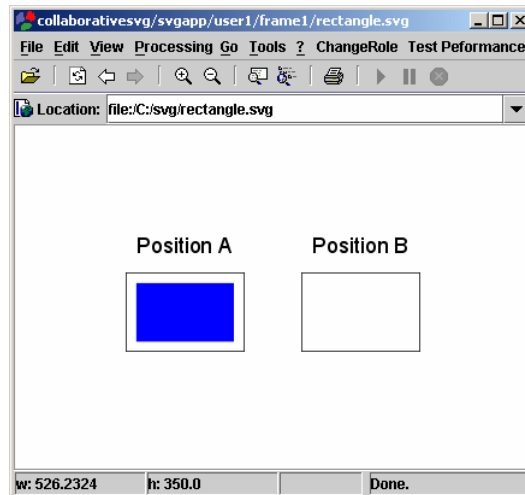 collaborativesvg/svgapp/user1/frame1/rectangle.svg
File Edit View Processing Go Tools ? ChangeRole Test Peformance
Location: file:/C:/svg/rectangle.svg
Position A Position B
w: 526.2324 h: 350.0 Done.